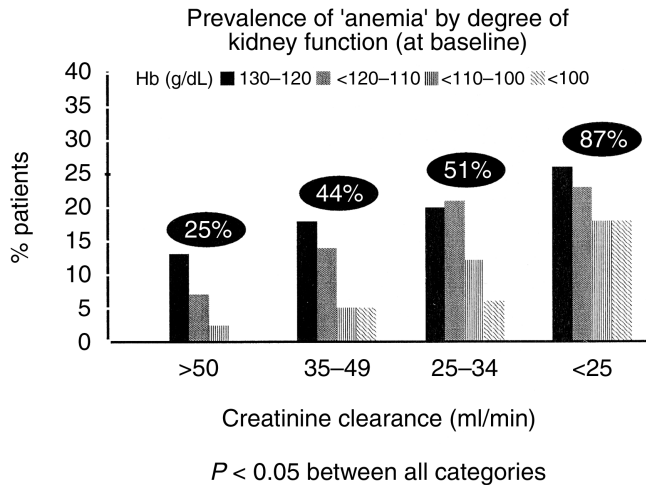 Prevalence of 'anemia' by degree of
kidney function (at baseline)
40
35
30
25
20
15
10
5
0
% patients
Hb (g/dL) 130–120 <120–110 <110–100 <100
25%
44%
51%
87%
>50 35–49 25–34 <25
Creatinine clearance (ml/min)
P < 0.05 between all categories